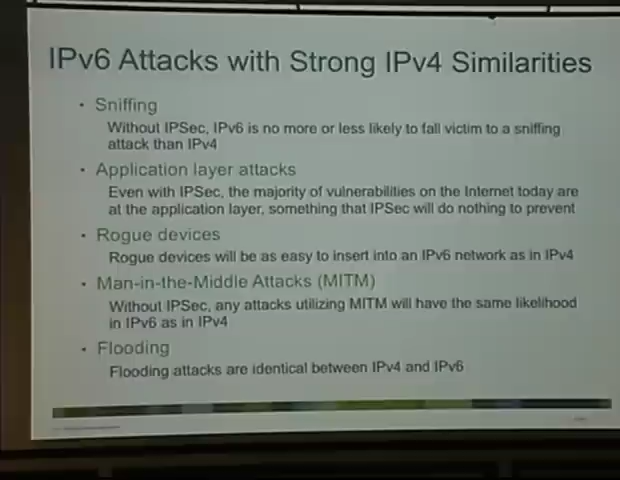 IPv6 Attacks with Strong IPv4 Similarities
• Sniffing
Without IPSec, IPv6 is no more or less likely to fall victim to a sniffing
attack than IPv4
• Application layer attacks
Even with IPSec, the majority of vulnerabilities on the Internet today are
at the application layer, something that IPSec will do nothing to prevent
• Rogue devices
Rogue devices will be as easy to insert into an IPv6 network as in IPv4
• Man-in-the-Middle Attacks (MITM)
Without IPSec, any attacks utilizing MITM will have the same likelihood
in IPv6 as in IPv4
• Flooding
Flooding attacks are identical between IPv4 and IPv6